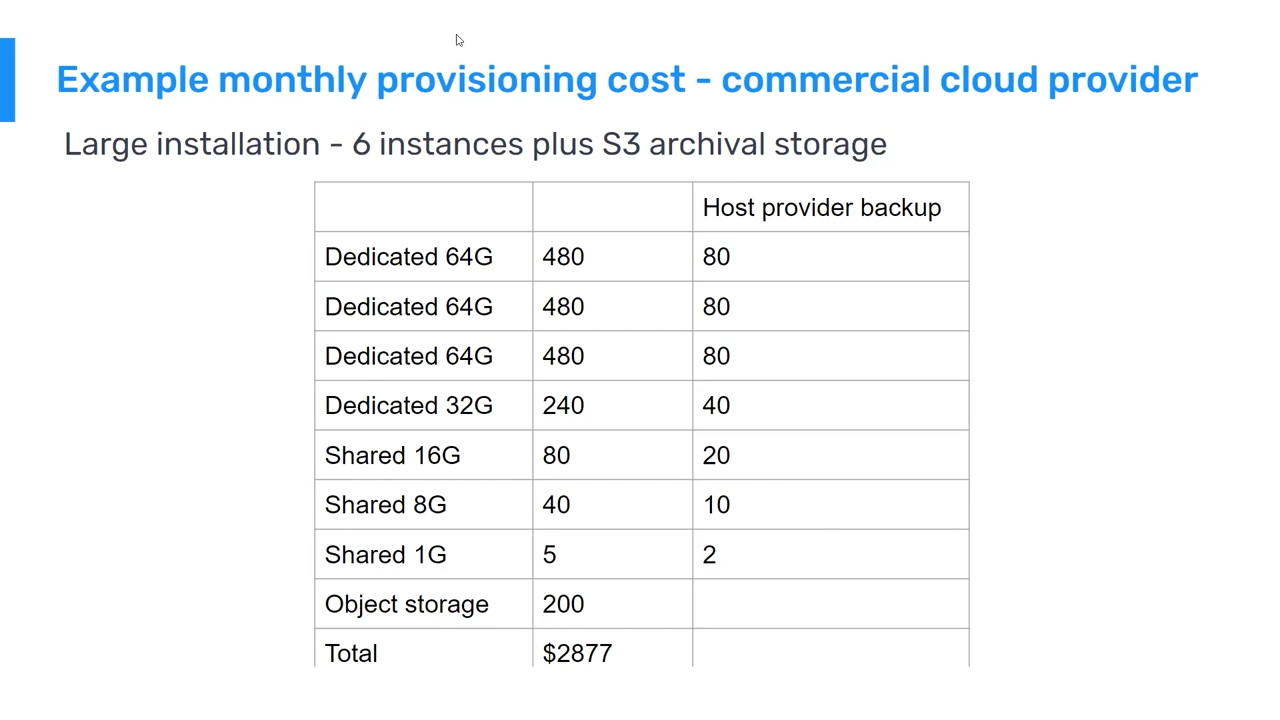 Example monthly provisioning cost - commercial cloud provider
Large installation - 6 instances plus S3 archival storage
Host provider backup
Dedicated 64G 480 80
Dedicated 64G 480 80
Dedicated 64G 480 80
Dedicated 32G 240 40
Shared 16G 80 20
Shared 8G 40 10
Shared 1G 5 2
Object storage 200
Total $2877